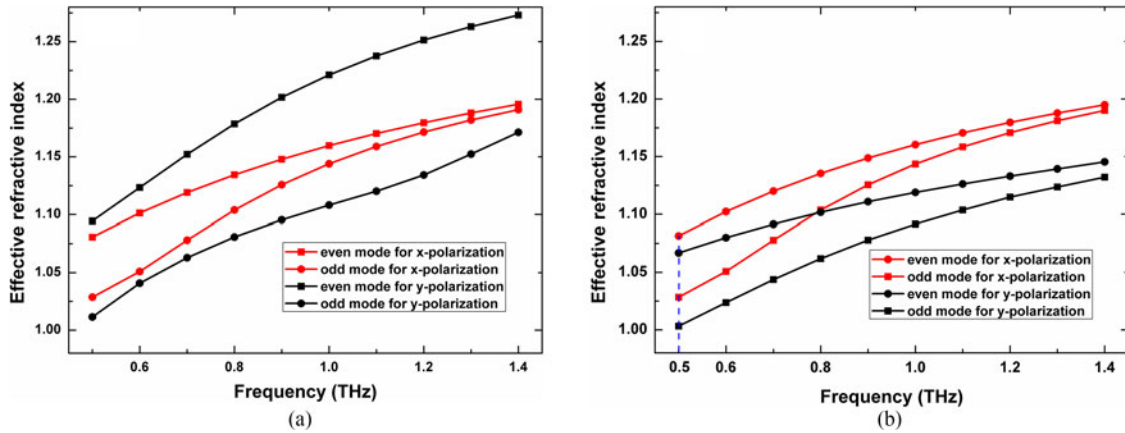 Effective refractive index
1.25
1.20
1.15
1.10
1.05
1.00
even mode for x-polarization
odd mode for x-polarization
even mode for y-polarization
odd mode for y-polarization
0.6
0.8
1.0
1.2
1.4
Frequency (THz)
(a)
Effective refractive index
1.25
1.20
1.15
1.10
1.05
1.00
even mode for x-polarization
odd mode for x-polarization
even mode for y-polarization
odd mode for y-polarization
0.5
0.6
0.8
1.0
1.2
1.4
Frequency (THz)
(b)